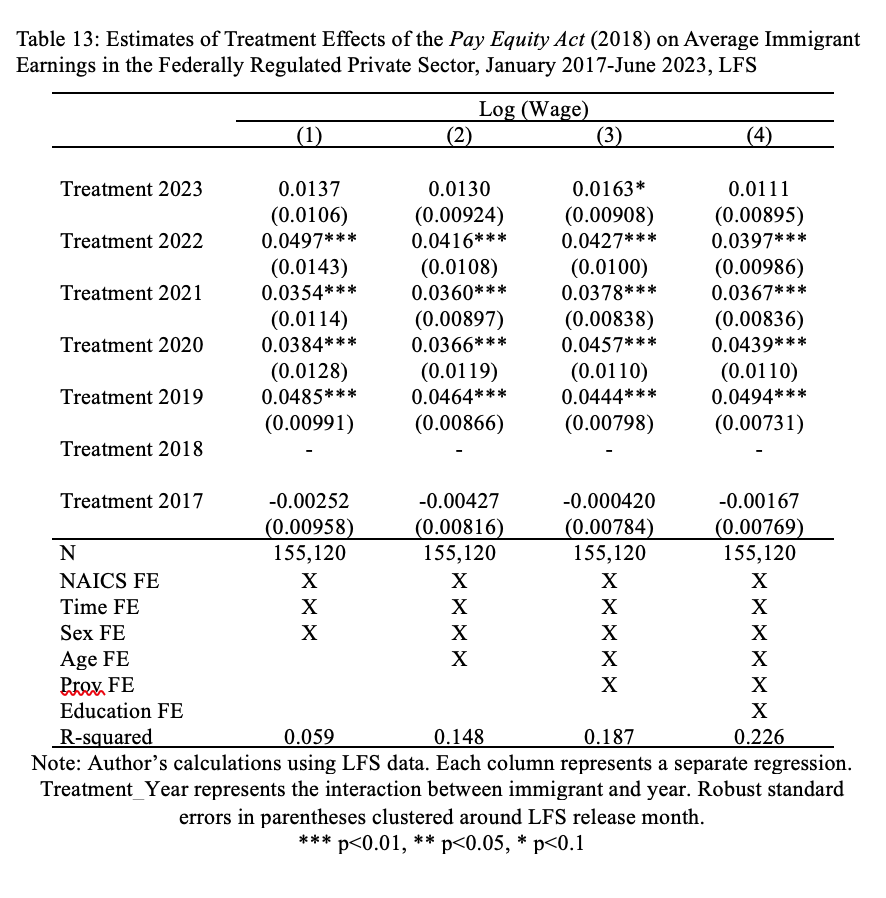 Table 13: Estimates of Treatment Effects of the Pay Equity Act (2018) on Average Immigrant
Earnings in the Federally Regulated Private Sector, January 2017-June 2023, LFS
Log (Wage)
(1) (2) (3) (4)
Treatment 2023 0.0137 0.0130 0.0163* 0.0111
(0.0106) (0.00924) (0.00908) (0.00895)
Treatment 2022 0.0497*** 0.0416*** 0.0427*** 0.0397***
(0.0143) (0.0108) (0.0100) (0.00986)
Treatment 2021 0.0354*** 0.0360*** 0.0378*** 0.0367***
(0.0114) (0.00897) (0.00838) (0.00836)
Treatment 2020 0.0384*** 0.0366*** 0.0457*** 0.0439***
(0.0128) (0.0119) (0.0110) (0.0110)
Treatment 2019 0.0485*** 0.0464*** 0.0444*** 0.0494***
(0.00991) (0.00866) (0.00798) (0.00731)
Treatment 2018 - - - -
Treatment 2017 -0.00252 -0.00427 -0.000420 -0.00167
(0.00958) (0.00816) (0.00784) (0.00769)
N 155,120 155,120 155,120 155,120
NAICS FE X X X X
Time FE X X X X
Sex FE X X X X
Age FE X X X
Prov FE X X
Education FE X
R-squared 0.059 0.148 0.187 0.226
Note: Author's calculations using LFS data. Each column represents a separate regression.
Treatment_Year represents the interaction between immigrant and year. Robust standard
errors in parentheses clustered around LFS release month.
*** p<0.01, ** p<0.05, * p<0.1